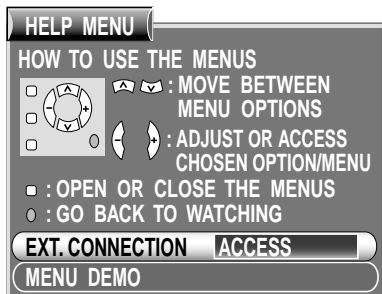 HELP MENU
HOW TO USE THE MENUS
: MOVE BETWEEN
MENU OPTIONS
: ADJUST OR ACCESS
CHOSEN OPTION/MENU
: OPEN OR CLOSE THE MENUS
: GO BACK TO WATCHING
EXT. CONNECTION ACCESS
MENU DEMO